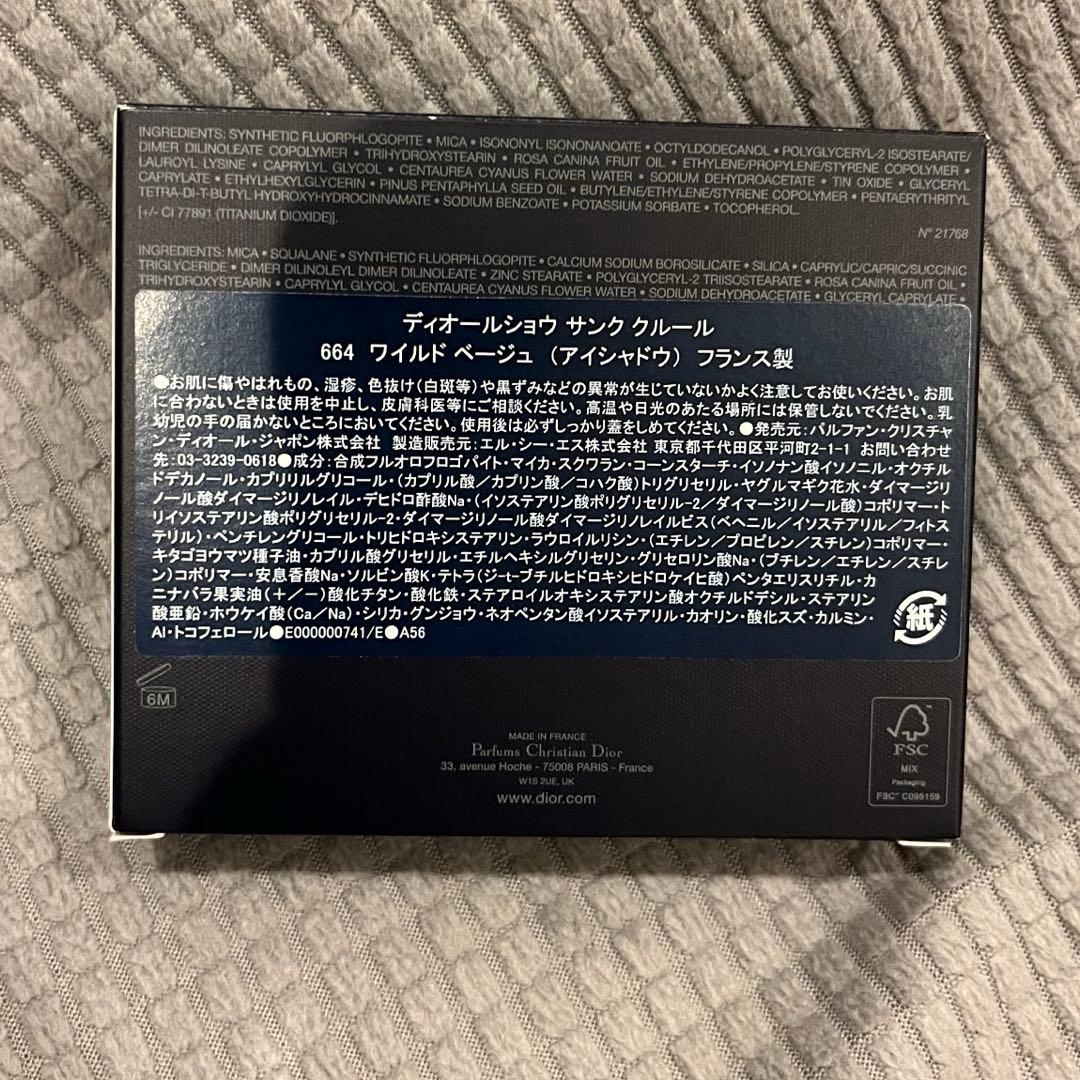 INGREDIENTS: SYNTHETIC FLUORPHLOGOPITE • MICA • ISONONYL ISONONANOATE • OCTYLDODECANOL • POLYGLYCERYL-2 ISOSTEARATE/
DIMER DILINOLEATE COPOLYMER • TRIHYDROXYSTEARIN • ROSA CANINA FRUIT OIL • ETHYLENE/PROPYLENE/STYRENE COPOLYMER •
LAUROYL LYSINE • CAPRYLYL GLYCOL • CENTAUREA CYANUS FLOWER WATER • SODIUM DEHYDROACETATE • TIN OXIDE • GLYCERYL
CAPRYLATE • ETHYLHEXYLGLYCERIN • PINUS PENTAPHYLLA SEED OIL • BUTYLENE/ETHYLENE/STYRENE COPOLYMER • PENTAERYTHRITYL
TETRA-DI-T-BUTYL HYDROXYHYDROCINNAMATE • SODIUM BENZOATE • POTASSIUM SORBATE • TOCOPHEROL.
[+/- CI 77891 (TITANIUM DIOXIDE)].
N° 21768
INGREDIENTS: MICA • SQUALANE • SYNTHETIC FLUORPHLOGOPITE • CALCIUM SODIUM BOROSILICATE • SILICA • CAPRYLIC/CAPRIC/SUCCINIC
TRIGLYCERIDE • DIMER DILINOLEYL DIMER DILINOLEATE • ZINC STEARATE • POLYGLYCERYL-2 TRIISOSTEARATE • ROSA CANINA FRUIT OIL •
TRIHYDROXYSTEARIN • CAPRYLYL GLYCOL • CENTAUREA CYANUS FLOWER WATER • SODIUM DEHYDROACETATE • GLYCERYL CAPRYLATE •
ディオールショウ サンク クルール
664 ワイルド ベージュ （アイシャドウ） フランス製
●お肌に傷やはれもの、湿疹、色抜け(白斑等)や黒ずみなどの異常が生じていないかよく注意してお使いください。お肌
に合わないときは使用を中止し、皮膚科医等にご相談ください。高温や日光のあたる場所には保管しないでください。乳
幼児の手の届かないところにおいてください。使用後は必ずしっかり蓋をしめてください。●発売元：パルファン・クリスチャ
ン・ディオール・ジャポン株式会社 製造販売元：エル・シー・エス株式会社 東京都千代田区平河町2-1-1 お問い合わせ
先：03-3239-0618●成分：合成フルオロフロゴパイト・マイカ・スクワラン・コーンスターチ・イソノナン酸イソノニル・オクチル
ドデカノール・カプリリルグリコール・(カプリル酸／カプリン酸／コハク酸)トリグリセリル・ヤグルマギク花水・ダイマージリ
ノール酸ダイマージリノレイル・デヒドロ酢酸Na・(イソステアリン酸ポリグリセリル-2／ダイマージリノール酸)コポリマー・ト
リイソステアリン酸ポリグリセリル-2・ダイマージリノール酸ダイマージリノレイルビス(ベヘニル／イソステアリル／フィトス
テリル)・ペンチレングリコール・トリヒドロキシステアリン・ラウロイルリシン・(エチレン／プロピレン／スチレン)コポリマー・
キタゴヨウマツ種子油・カプリル酸グリセリル・エチルヘキシルグリセリン・グリセロリン酸Na・(ブチレン／エチレン／スチレ
ン)コポリマー・安息香酸Na・ソルビン酸K・テトラ(ジ-t-ブチルヒドロキシヒドロケイヒ酸)ペンタエリスリチル・カ
ニナバラ果実油(＋／－)酸化チタン・酸化鉄・ステアロイルオキシステアリン酸オクチルドデシル・ステアリン
酸亜鉛・ホウケイ酸(Ca／Na)・シリカ・グンジョウ・ネオペンタン酸イソステアリル・カオリン・酸化スズ・カルミン・
Al・トコフェロール●E000000741/E●A56
紙
6M
MADE IN FRANCE
Parfums Christian Dior
33, avenue Hoche - 75008 PARIS - France
W1S 2UE, UK
www.dior.com
FSC
MIX
Packaging
FSC™ C095159